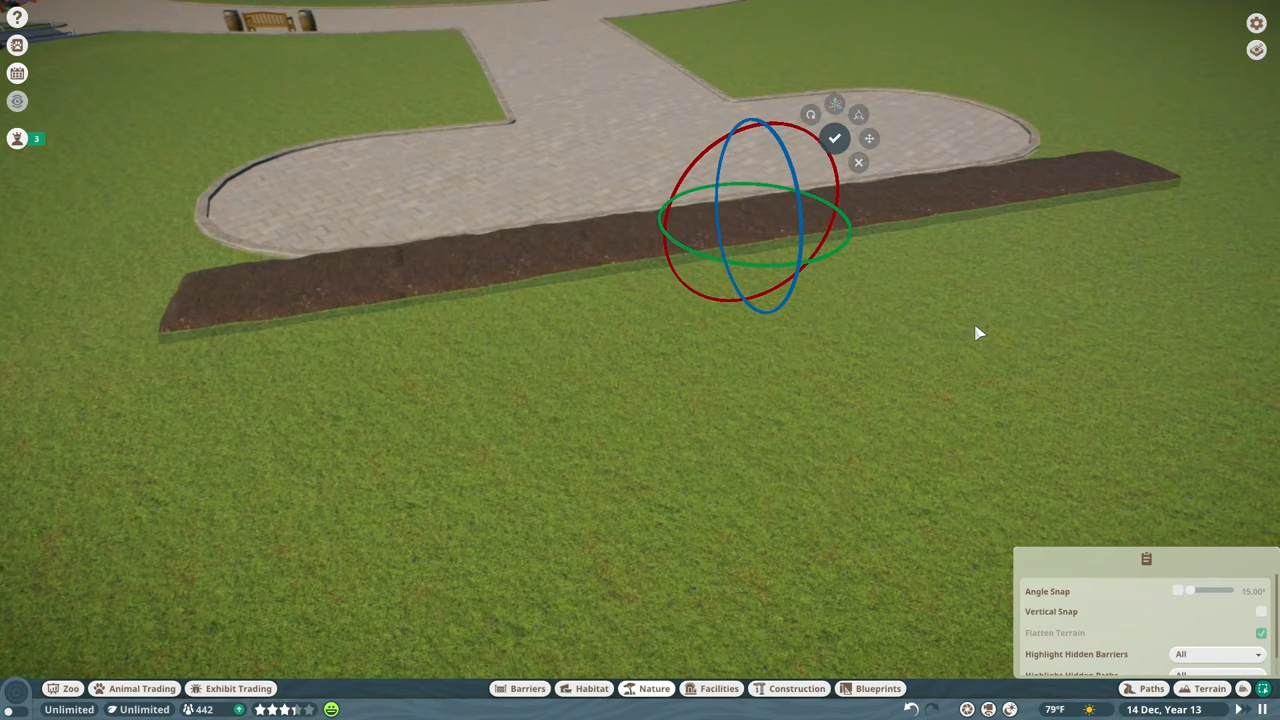 ?
3
Angle Snap 15.00°
Vertical Snap
Flatten Terrain
Highlight Hidden Barriers All
Zoo Animal Trading Exhibit Trading Barriers Habitat Nature Facilities Construction Blueprints Paths Terrain
Unlimited Unlimited 442 79°F 14 Dec, Year 13